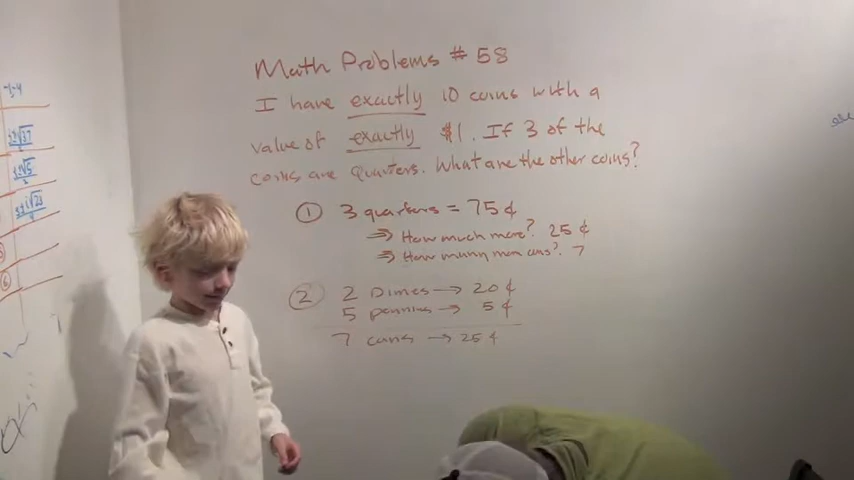 Math Problems # 58
I have exactly 10 coins with a
value of exactly $1. If 3 of the
coins are quarters. What are the other coins?
① 3 quarters = 75¢
⇒ How much more? 25¢
⇒ How many more coins? 7
② 2 Dimes → 20¢
5 pennies → 5¢
7 coins → 25¢